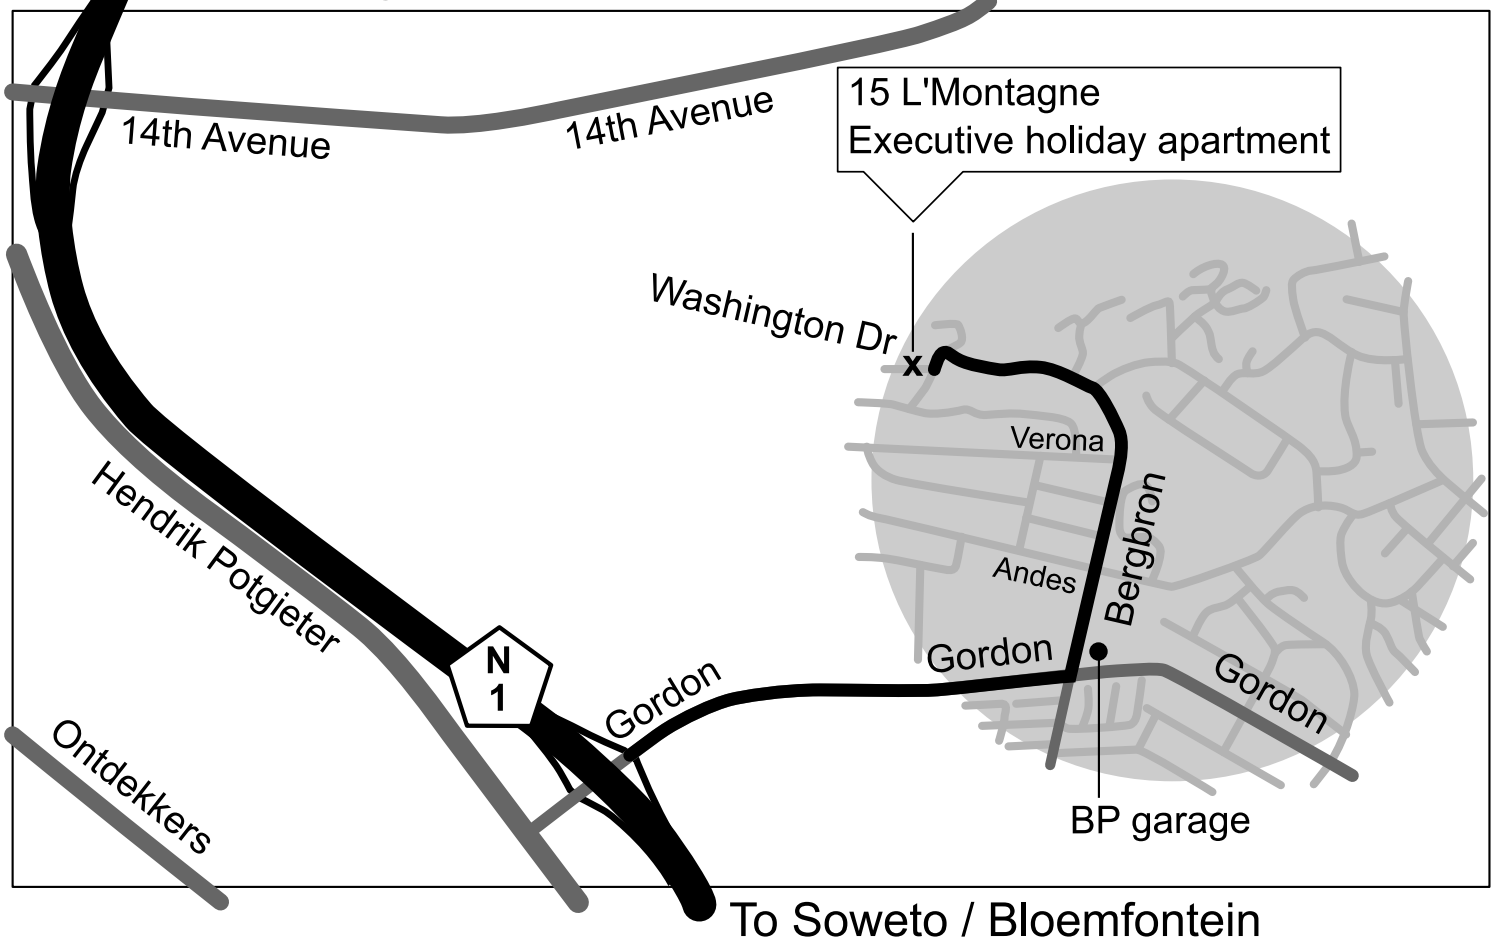 14th Avenue
14th Avenue
15 L'Montagne
Executive holiday apartment
Washington Dr
x
Verona
Hendrik Potgieter
Bergbron
Andes
N
1
Gordon
Gordon
Gordon
Ontdekkers
BP garage
To Soweto / Bloemfontein